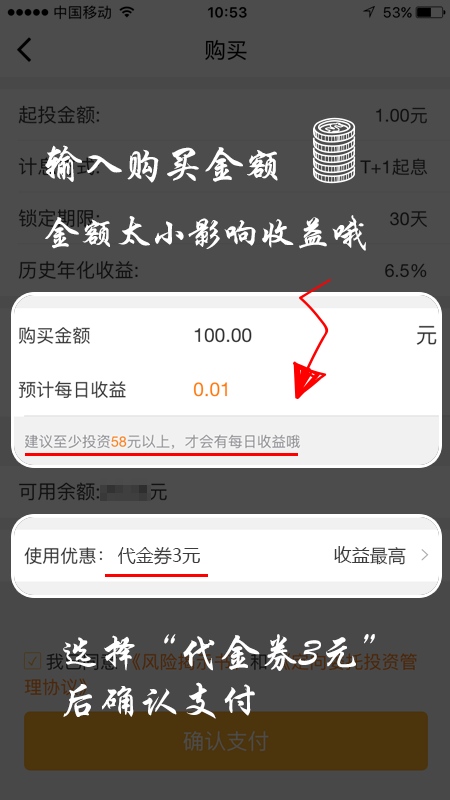 中国移动 10:53 53%
购买
起投金额: 1.00元
输入购买金额
计息 式: T+1起息
锁定期限: 30天
金额太小影响收益哦
历史年化收益: 6.5%
购买金额 100.00 元
预计每日收益 0.01
建议至少投资58元以上，才会有每日收益哦
可用余额: 元
使用优惠： 代金券3元 收益最高
选择“代金券3元”
我已同意《风险揭示书》和 投资管
理协议》
后确认支付
确认支付